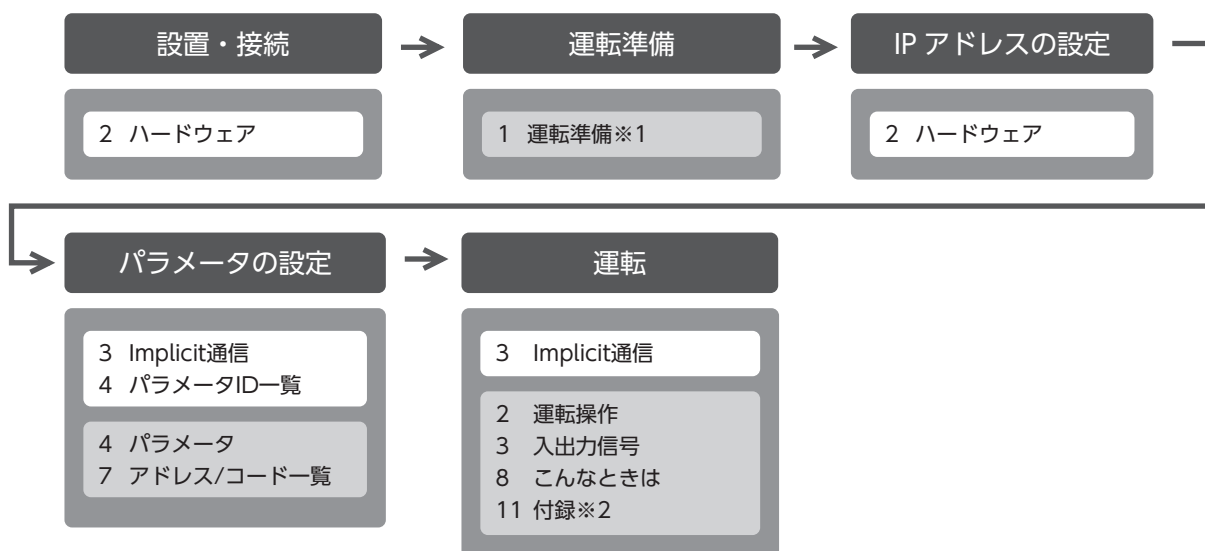 設置・接続
2 ハードウェア
運転準備
1 運転準備※1
IP アドレスの設定
2 ハードウェア
パラメータの設定
3 Implicit通信
4 パラメータID一覧
4 パラメータ
7 アドレス/コード一覧
運転
3 Implicit通信
2 運転操作
3 入出力信号
8 こんなときは
11 付録※2